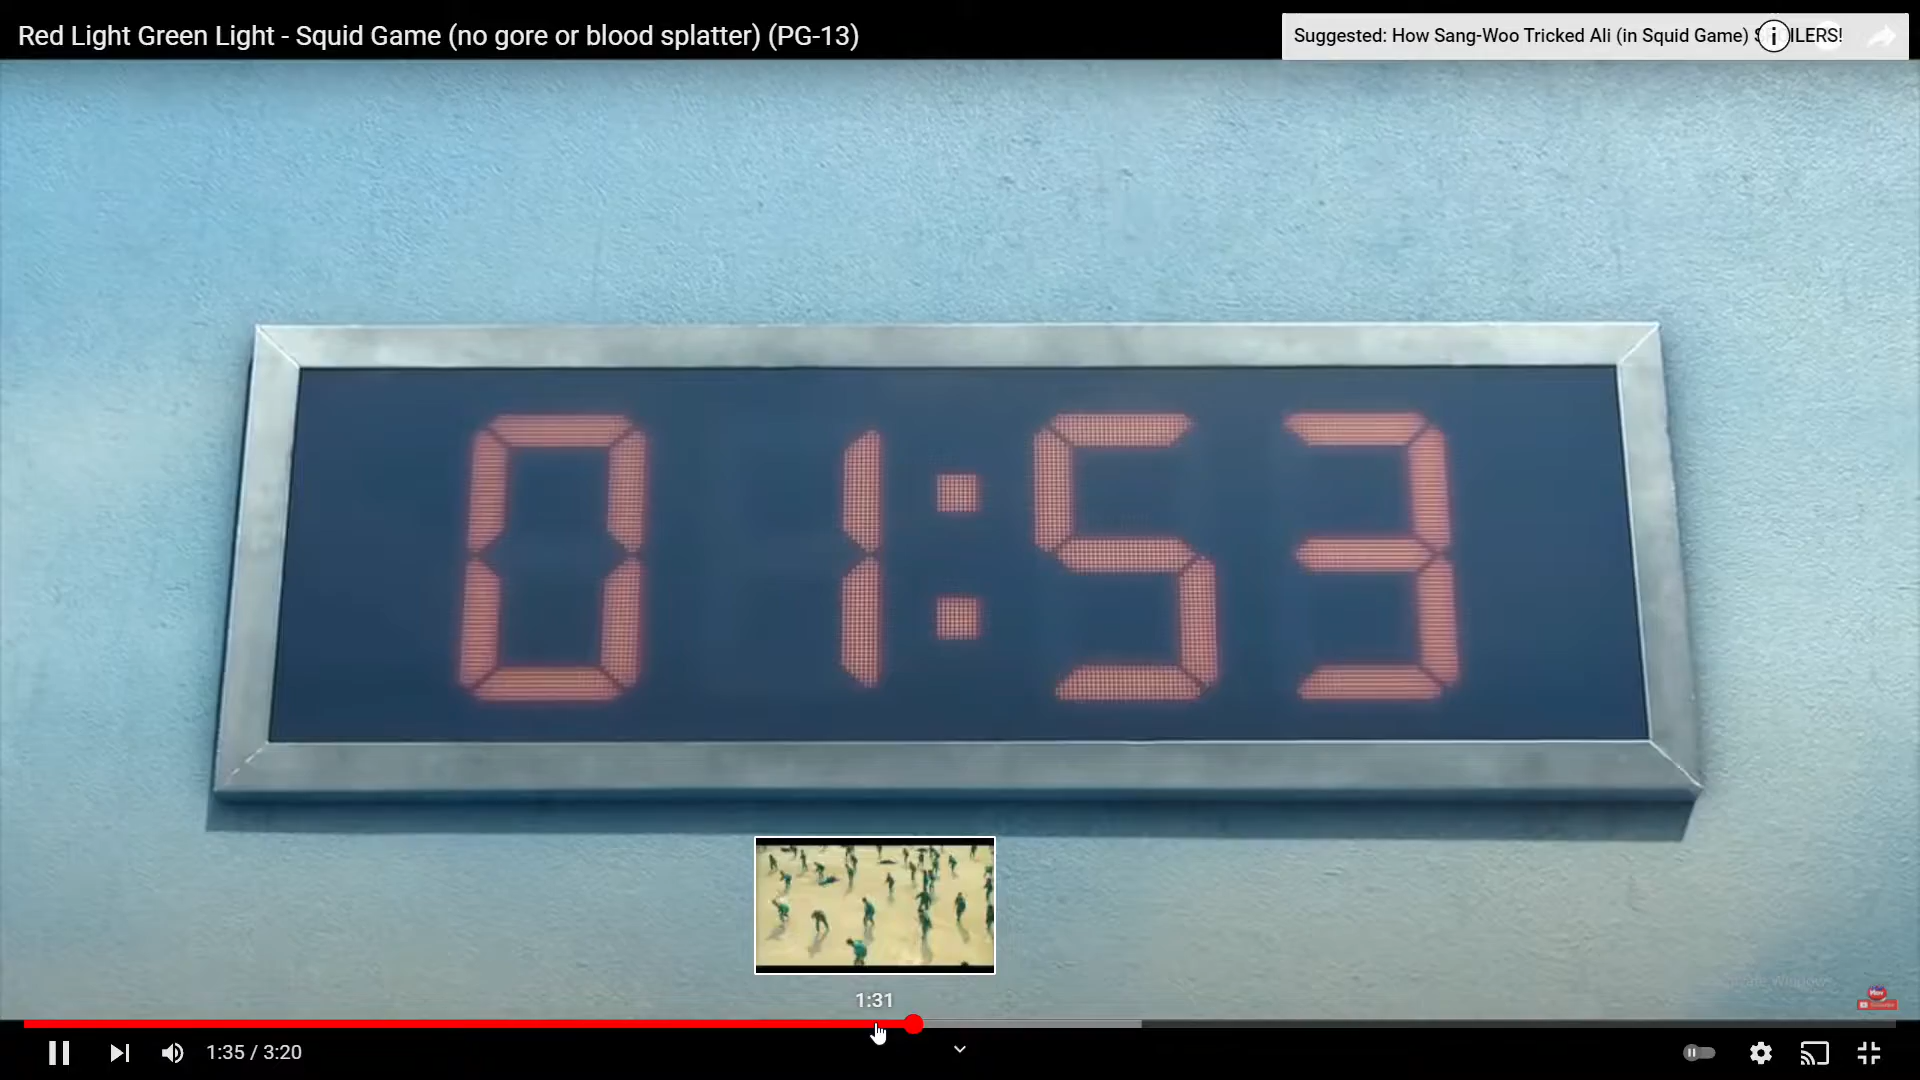 Red Light Green Light - Squid Game (no gore or blood splatter) (PG-13)
Suggested: How Sang-Woo Tricked Ali (in Squid Game) S ILERS!
01:53
1:31
1:35 / 3:20